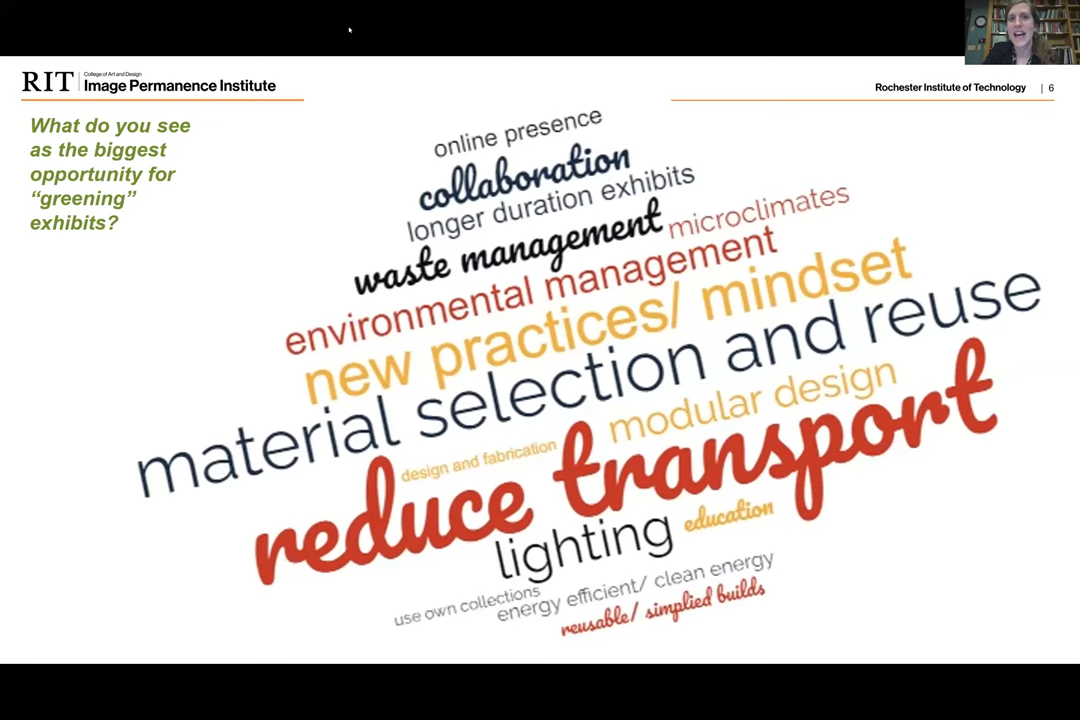 RIT
College of Art and Design
Image Permanence Institute
Rochester Institute of Technology | 6
What do you see
as the biggest
opportunity for
“greening”
exhibits?
online presence
collaboration
longer duration exhibits
waste management
microclimates
environmental management
new practices/ mindset
material selection and reuse
modular design
design and fabrication
reduce transport
education
lighting
energy efficient/ clean energy
use own collections
reusable/ simplied builds